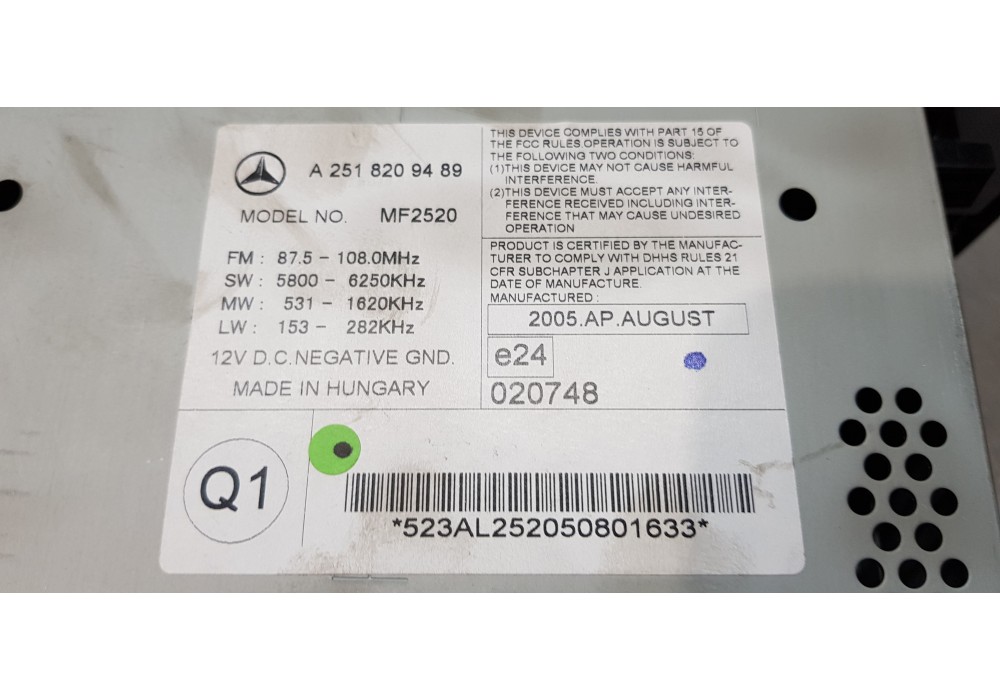 A 251 820 94 89
MODEL NO. MF2520
FM : 87.5 - 108.0MHz
SW : 5800 - 6250KHz
MW : 531 - 1620KHz
LW : 153 - 282KHz
12V D.C.NEGATIVE GND.
MADE IN HUNGARY
THIS DEVICE COMPLIES WITH PART 15 OF
THE FCC RULES.OPERATION IS SUBJECT TO
THE FOLLOWING TWO CONDITIONS:
(1)THIS DEVICE MAY NOT CAUSE HARMFUL
INTERFERENCE.
(2)THIS DEVICE MUST ACCEPT ANY INTER-
FERENCE RECEIVED INCLUDING INTER-
FERENCE THAT MAY CAUSE UNDESIRED
OPERATION
PRODUCT IS CERTIFIED BY THE MANUFAC-
TURER TO COMPLY WITH DHHS RULES 21
CFR SUBCHAPTER J APPLICATION AT THE
DATE OF MANUFACTURE.
MANUFACTURED :
2005.AP.AUGUST
e24
020748
Q1
*523AL252050801633*